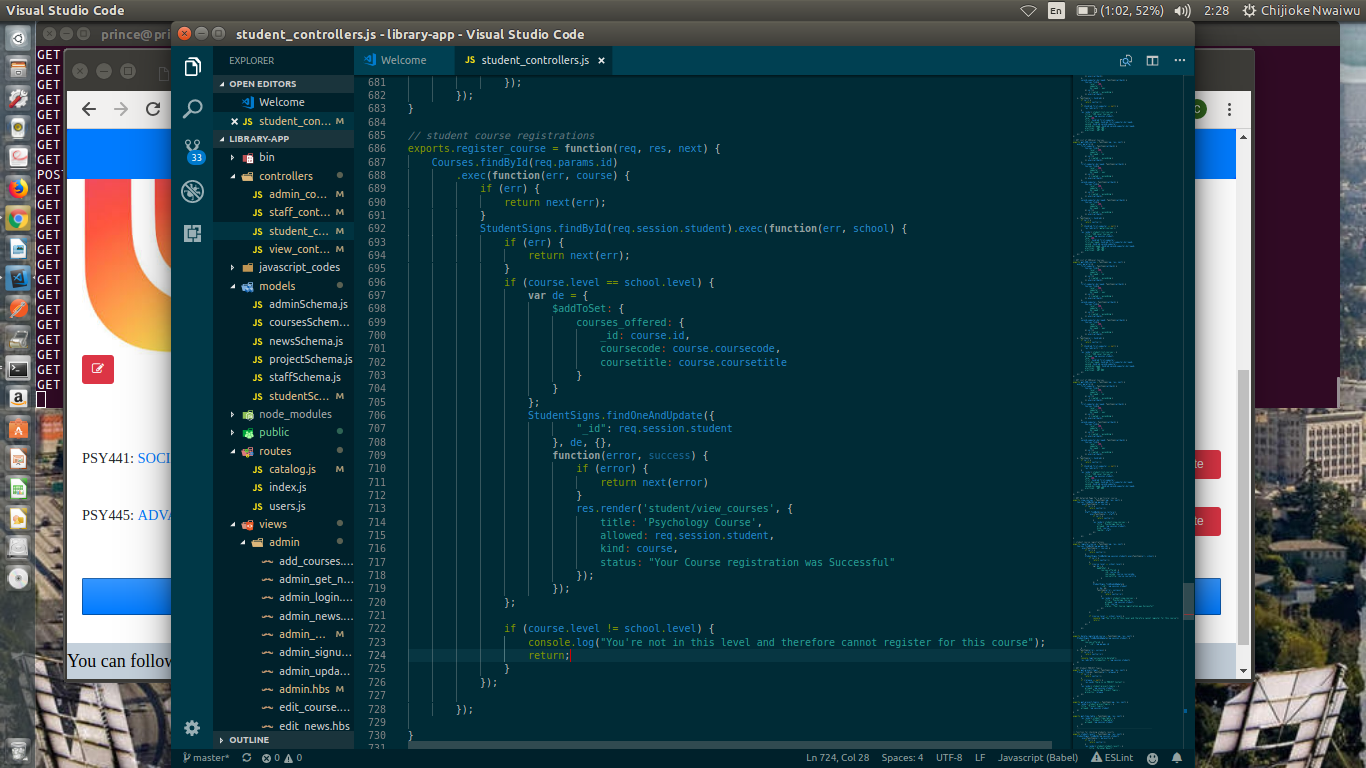 Visual Studio Code
En
(1:02, 52%)
2:28
Chijioke Nwaiwu
prince@pri
student_controllers.js - library-app - Visual Studio Code
GET
GET
GET
GET
GET
GET
GET
GET
POST
GET
GET
GET
GET
GET
GET
GET
GET
GET
GET
GET
GET
GET
GET
PSY441: SOCI
PSY445: ADVA
You can follow
EXPLORER
OPEN EDITORS
Welcome
student_con... M
LIBRARY-APP
33
bin
controllers
admin_co... M
staff_cont... M
student_c... M
view_cont... M
javascript_codes
models
adminSchema.js
coursesSchem...
newsSchema.js
projectSchema.js
staffSchema.js
studentSc... M
node_modules
public
routes
catalog.js M
index.js
users.js
views
admin
add_courses....
admin_get_n...
admin_login....
admin_news....
admin_... M
admin_signu...
admin_upda...
admin.hbs M
edit_course....
edit_news.hbs
OUTLINE
Welcome
student_controllers.js
681 });
682 });
683 }
684
685 // student course registrations
686 exports.register_course = function(req, res, next) {
687 Courses.findById(req.params.id)
688 .exec(function(err, course) {
689 if (err) {
690 return next(err);
691 }
692 StudentSigns.findById(req.session.student).exec(function(err, school) {
693 if (err) {
694 return next(err);
695 }
696 if (course.level == school.level) {
697 var de = {
698 $addToSet: {
699 courses_offered: {
700 _id: course.id,
701 coursecode: course.coursecode,
702 coursetitle: course.coursetitle
703 }
704 }
705 };
706 StudentSigns.findOneAndUpdate({
707 "_id": req.session.student
708 }, de, {},
709 function(error, success) {
710 if (error) {
711 return next(error)
712 }
713 res.render('student/view_courses', {
714 title: 'Psychology Course',
715 allowed: req.session.student,
716 kind: course,
717 status: "Your Course registration was Successful"
718 });
719 });
720 };
721
722 if (course.level != school.level) {
723 console.log("You're not in this level and therefore cannot register for this course");
724 return;
725 }
726 });
727
728 });
729
730 }
731
C
te
te
master*
0
0
Ln 724, Col 28
Spaces: 4
UTF-8
LF
Javascript (Babel)
ESLint